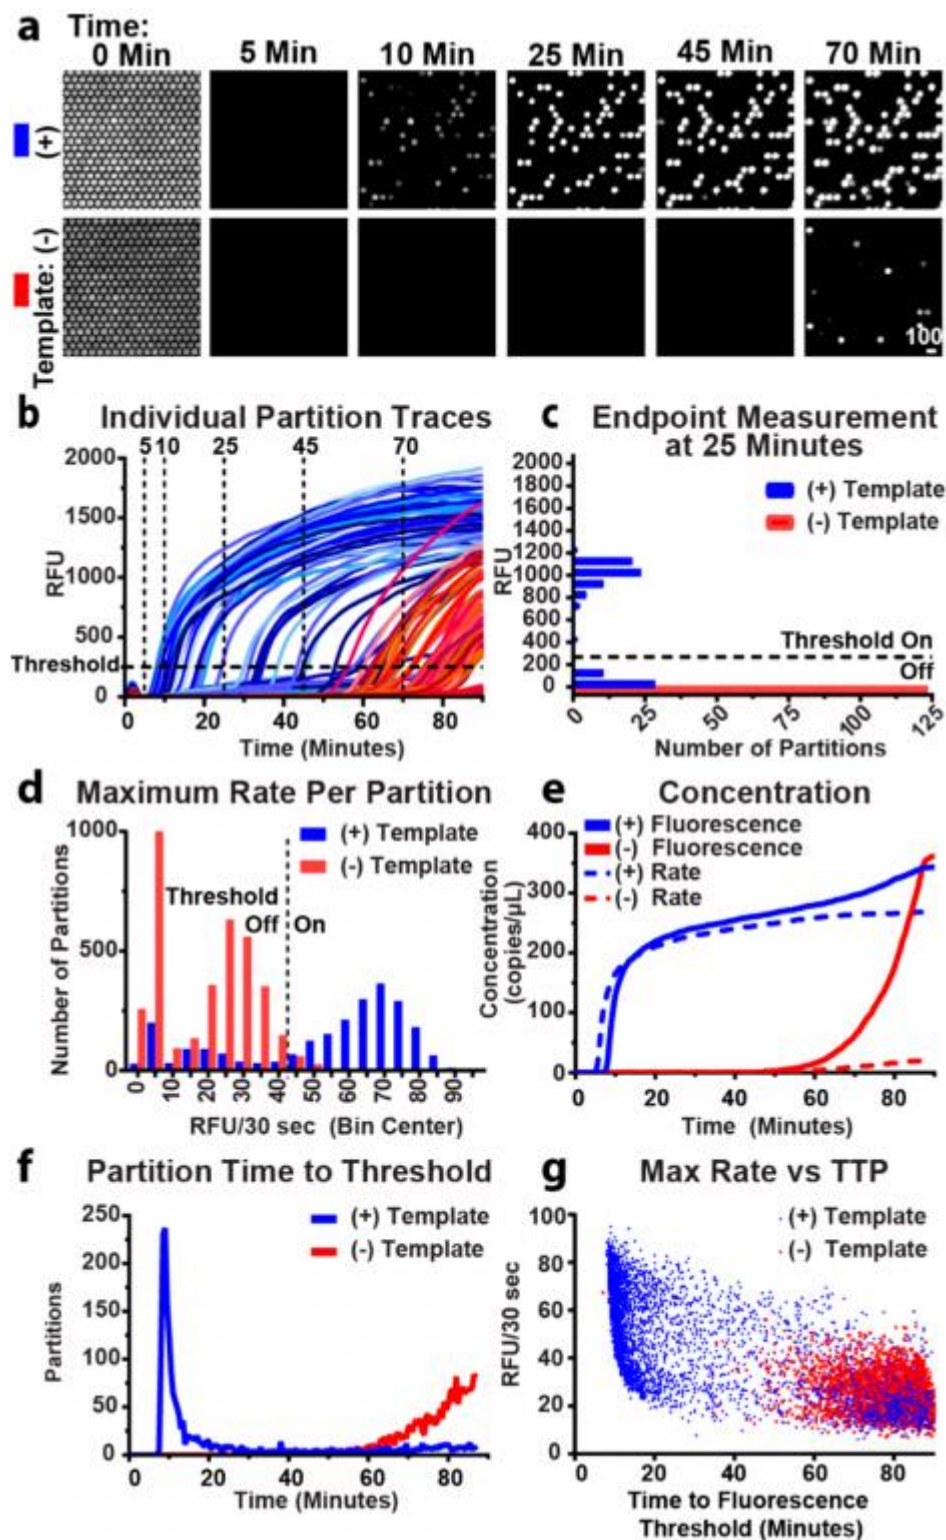 a Time:
0 Min 5 Min 10 Min 25 Min 45 Min 70 Min
(+)
Template: (-)
100
b Individual Partition Traces
5 10 25 45 70
2000
1500
1000
500
Threshold
0
RFU
0 20 40 60 80
Time (Minutes)
c Endpoint Measurement
at 25 Minutes
2000
1800
1600
1400
1200
1000
800
600
400
200
0
RFU
(+) Template
(-) Template
Threshold On
Off
0 25 50 75 100 125
Number of Partitions
d Maximum Rate Per Partition
1000
500
0
Number of Partitions
(+) Template
(-) Template
Threshold
Off On
0 10 20 30 40 50 60 70 80 90
RFU/30 sec (Bin Center)
e Concentration
400
300
200
100
0
Concentration
(copies/µL)
(+) Fluorescence
(-) Fluorescence
(+) Rate
(-) Rate
0 20 40 60 80
Time (Minutes)
f Partition Time to Threshold
250
200
150
100
50
0
Partitions
(+) Template
(-) Template
0 20 40 60 80
Time (Minutes)
g Max Rate vs TTP
100
80
60
40
20
0
RFU/30 sec
(+) Template
(-) Template
0 20 40 60 80
Time to Fluorescence
Threshold (Minutes)